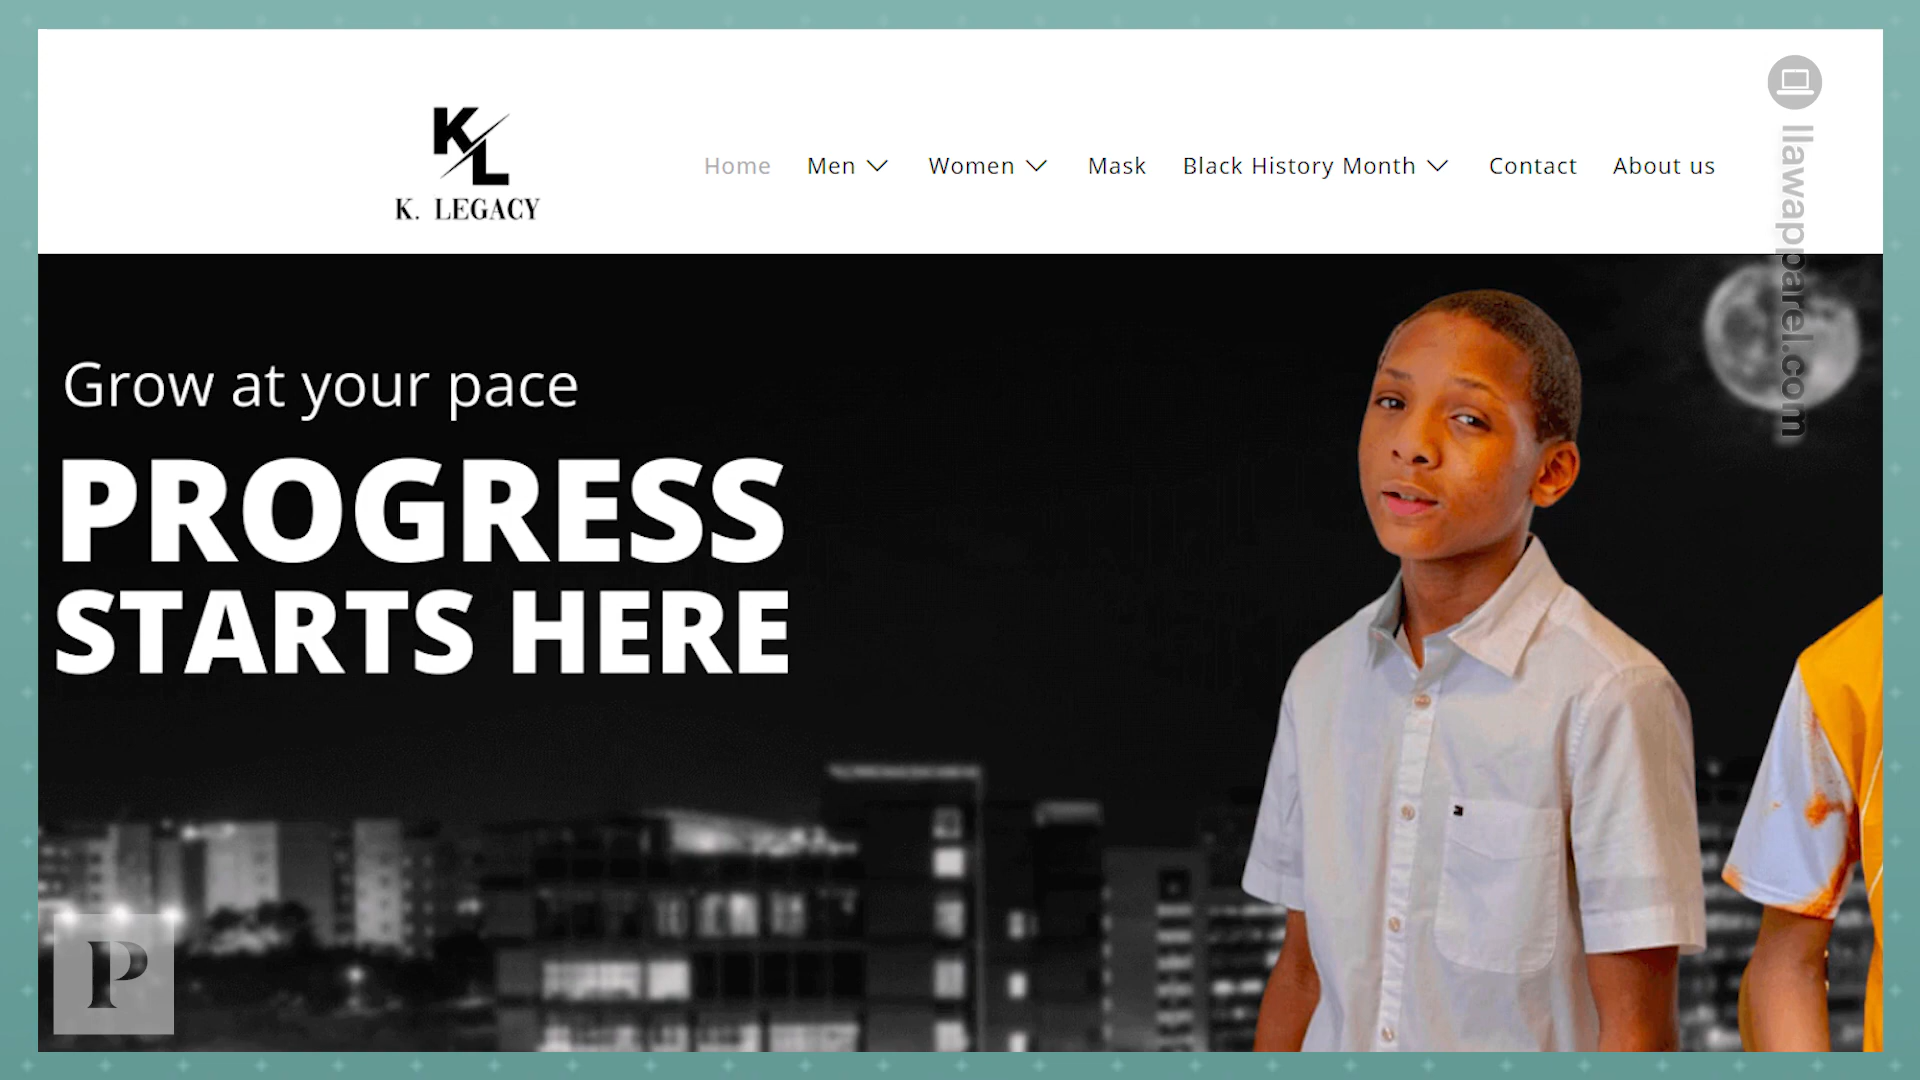 KL
K. LEGACY
Home Men Women Mask Black History Month Contact About us
llawapparel.com
Grow at your pace
PROGRESS
STARTS HERE
P